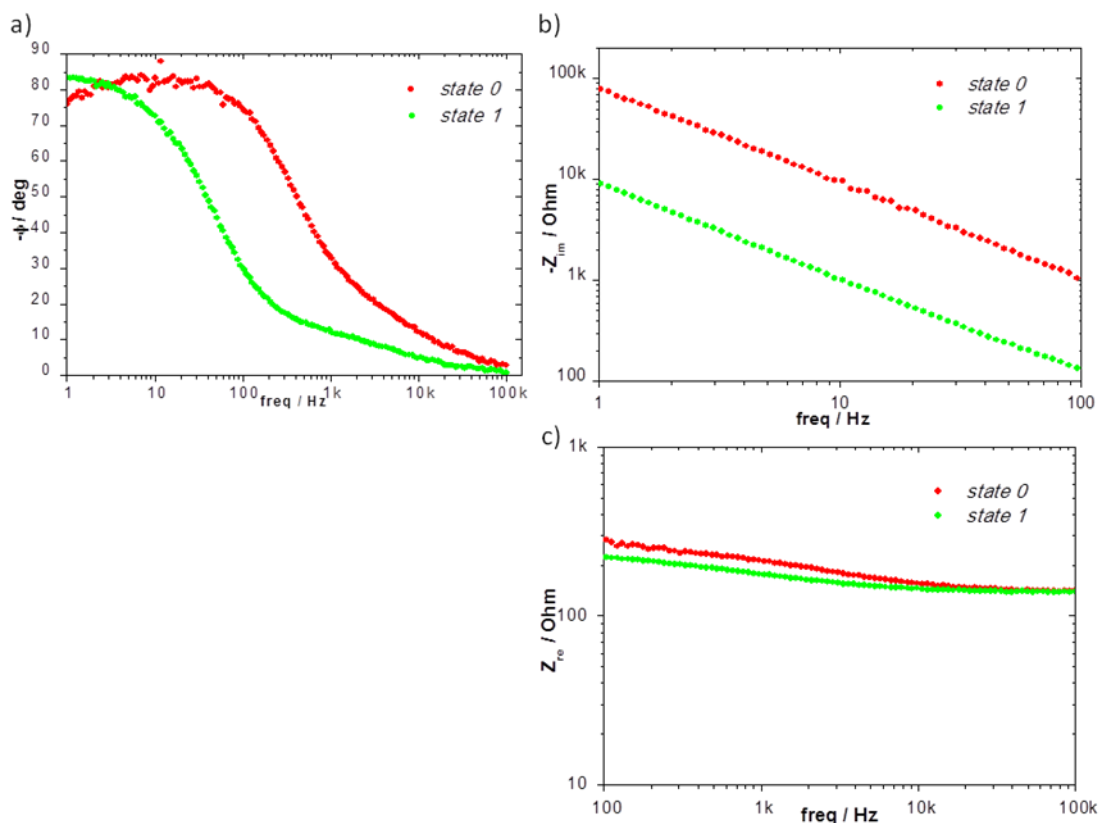 a)
90
80
70
60
50
40
30
20
10
0
-ϕ / deg
state 0
state 1
1
10
100
1k
10k
100k
freq / Hz
b)
100k
10k
1k
100
-Zim / Ohm
state 0
state 1
1
10
100
freq / Hz
c)
1k
100
10
Zre / Ohm
state 0
state 1
100
1k
10k
100k
freq / Hz